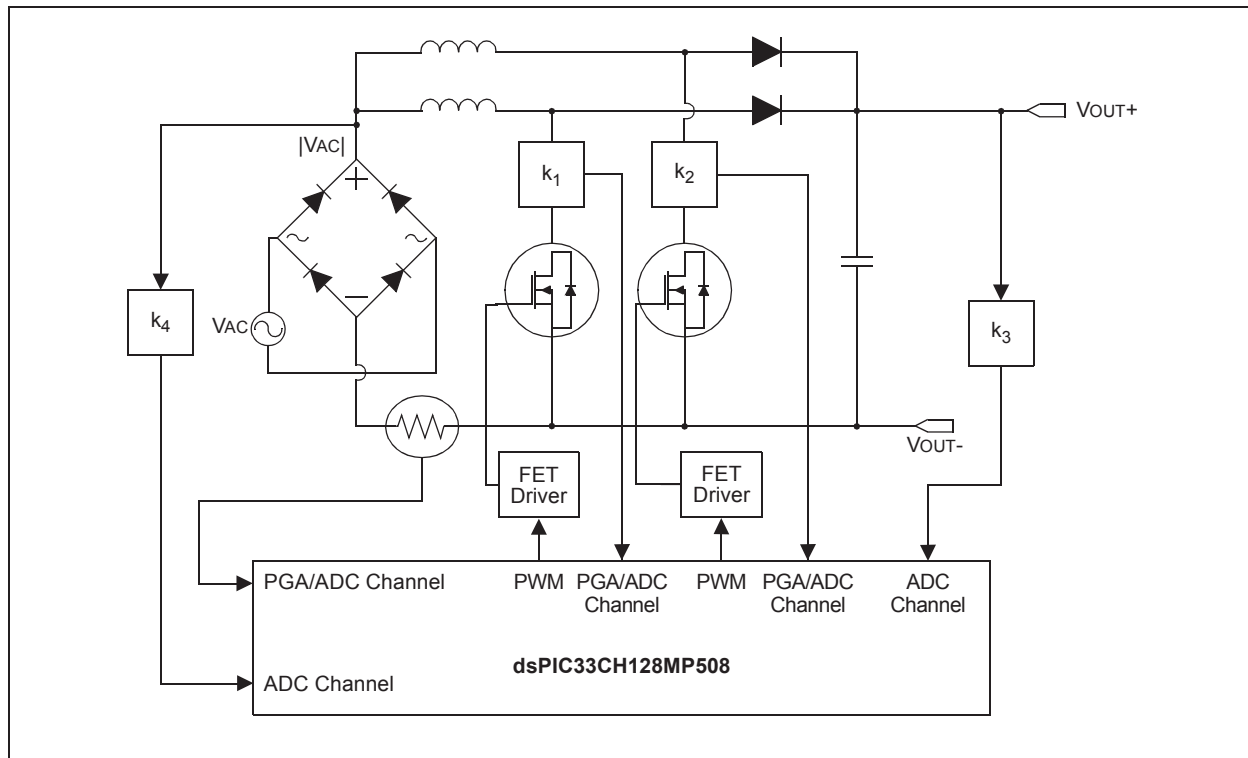 VOUT+
|VAC|
k1
k2
k4
VAC
k3
VOUT-
FET
Driver
FET
Driver
PGA/ADC Channel
PWM
PGA/ADC
Channel
PWM
PGA/ADC
Channel
ADC
Channel
dsPIC33CH128MP508
ADC Channel